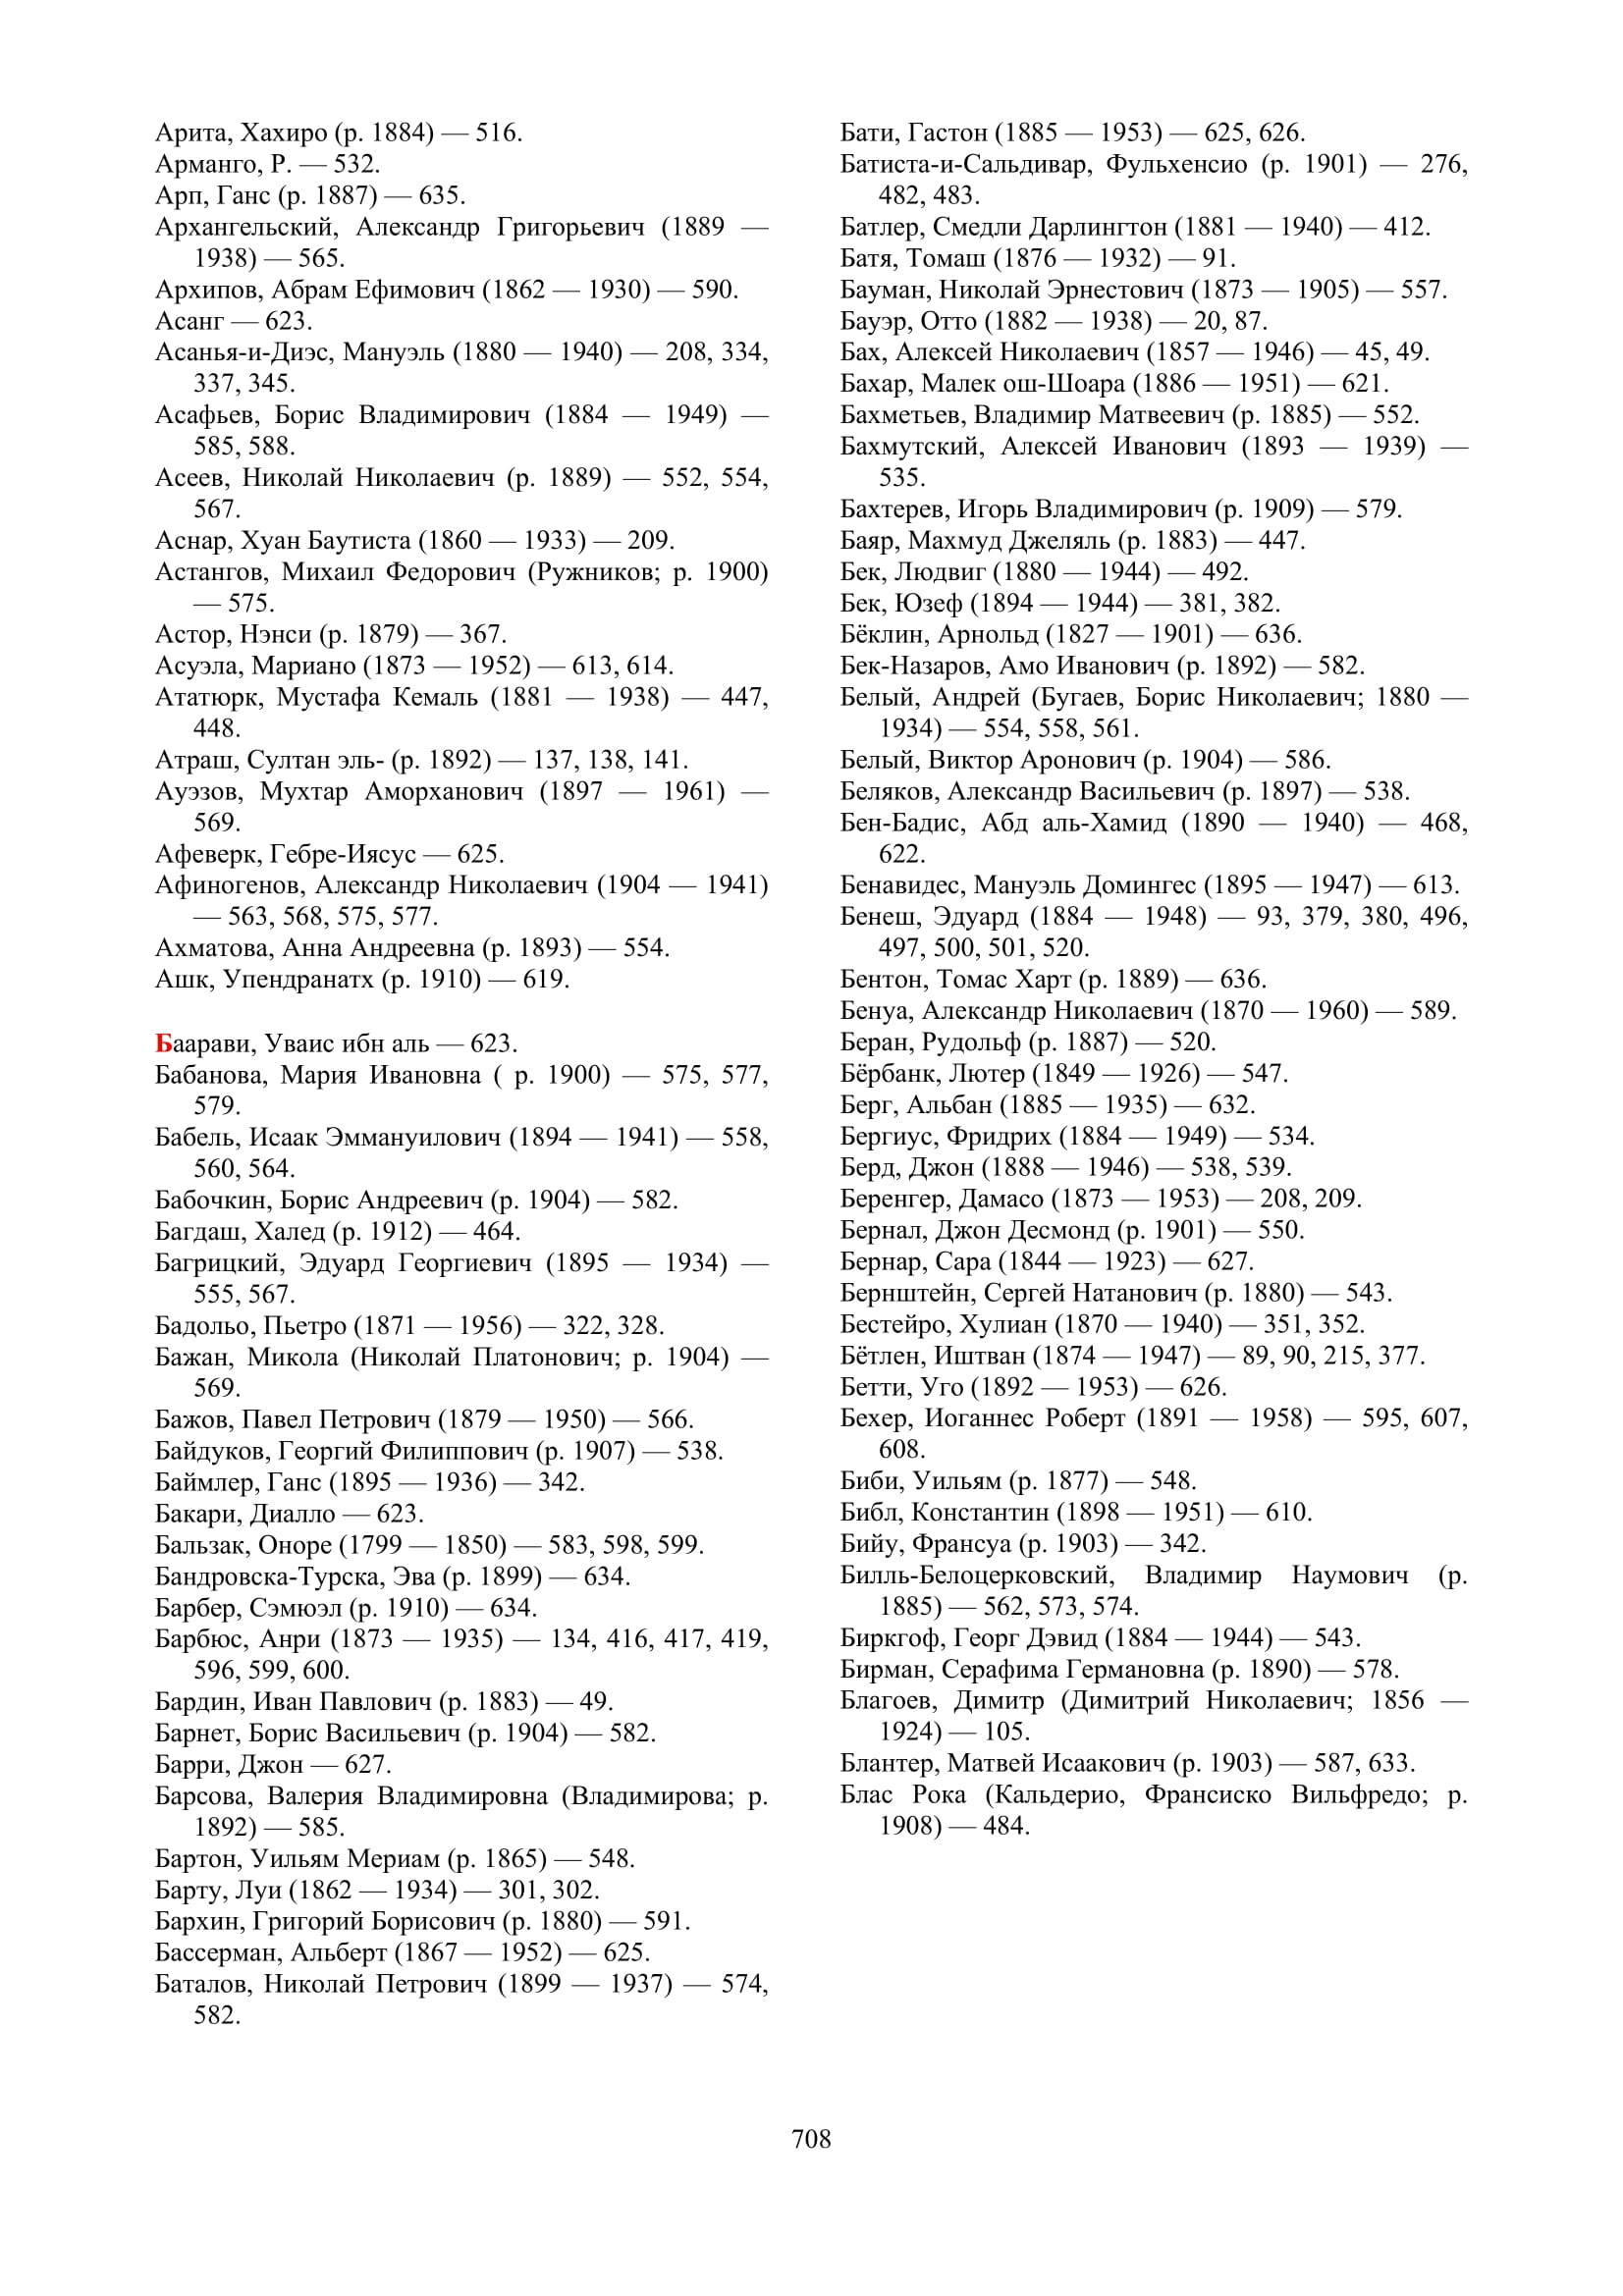 Арита, Хахиро (р. 1884) — 516.
Арманго, Р. — 532.
Арп, Ганс (р. 1887) — 635.
Архангельский, Александр Григорьевич (1889 —
1938) — 565.
Архипов, Абрам Ефимович (1862 — 1930) — 590.
Асанг — 623.
Асанья-и-Диэс, Мануэль (1880 — 1940) — 208, 334,
337, 345.
Асафьев, Борис Владимирович (1884 — 1949) —
585, 588.
Асеев, Николай Николаевич (р. 1889) — 552, 554,
567.
Аснар, Хуан Баутиста (1860 — 1933) — 209.
Астангов, Михаил Федорович (Ружников; р. 1900)
— 575.
Астор, Нэнси (р. 1879) — 367.
Асуэла, Мариано (1873 — 1952) — 613, 614.
Ататюрк, Мустафа Кемаль (1881 — 1938) — 447,
448.
Атраш, Султан эль- (р. 1892) — 137, 138, 141.
Ауэзов, Мухтар Аморханович (1897 — 1961) —
569.
Афеверк, Гебре-Иясус — 625.
Афиногенов, Александр Николаевич (1904 — 1941)
— 563, 568, 575, 577.
Ахматова, Анна Андреевна (р. 1893) — 554.
Ашк, Упендранатх (р. 1910) — 619.
Баарави, Уваис ибн аль — 623.
Бабанова, Мария Ивановна ( р. 1900) — 575, 577,
579.
Бабель, Исаак Эммануилович (1894 — 1941) — 558,
560, 564.
Бабочкин, Борис Андреевич (р. 1904) — 582.
Багдаш, Халед (р. 1912) — 464.
Багрицкий, Эдуард Георгиевич (1895 — 1934) —
555, 567.
Бадольо, Пьетро (1871 — 1956) — 322, 328.
Бажан, Микола (Николай Платонович; р. 1904) —
569.
Бажов, Павел Петрович (1879 — 1950) — 566.
Байдуков, Георгий Филиппович (р. 1907) — 538.
Баймлер, Ганс (1895 — 1936) — 342.
Бакари, Диалло — 623.
Бальзак, Оноре (1799 — 1850) — 583, 598, 599.
Бандровска-Турска, Эва (р. 1899) — 634.
Барбер, Сэмюэл (р. 1910) — 634.
Барбюс, Анри (1873 — 1935) — 134, 416, 417, 419,
596, 599, 600.
Бардин, Иван Павлович (р. 1883) — 49.
Барнет, Борис Васильевич (р. 1904) — 582.
Барри, Джон — 627.
Барсова, Валерия Владимировна (Владимирова; р.
1892) — 585.
Бартон, Уильям Мериам (р. 1865) — 548.
Барту, Луи (1862 — 1934) — 301, 302.
Бархин, Григорий Борисович (р. 1880) — 591.
Бассерман, Альберт (1867 — 1952) — 625.
Баталов, Николай Петрович (1899 — 1937) — 574,
582.
Бати, Гастон (1885 — 1953) — 625, 626.
Батиста-и-Сальдивар, Фульхенсио (р. 1901) — 276,
482, 483.
Батлер, Смедли Дарлингтон (1881 — 1940) — 412.
Батя, Томаш (1876 — 1932) — 91.
Бауман, Николай Эрнестович (1873 — 1905) — 557.
Бауэр, Отто (1882 — 1938) — 20, 87.
Бах, Алексей Николаевич (1857 — 1946) — 45, 49.
Бахар, Малек ош-Шоара (1886 — 1951) — 621.
Бахметьев, Владимир Матвеевич (р. 1885) — 552.
Бахмутский, Алексей Иванович (1893 — 1939) —
535.
Бахтерев, Игорь Владимирович (р. 1909) — 579.
Баяр, Махмуд Джеляль (р. 1883) — 447.
Бек, Людвиг (1880 — 1944) — 492.
Бек, Юзеф (1894 — 1944) — 381, 382.
Бёклин, Арнольд (1827 — 1901) — 636.
Бек-Назаров, Амо Иванович (р. 1892) — 582.
Белый, Андрей (Бугаев, Борис Николаевич; 1880 —
1934) — 554, 558, 561.
Белый, Виктор Аронович (р. 1904) — 586.
Беляков, Александр Васильевич (р. 1897) — 538.
Бен-Бадис, Абд аль-Хамид (1890 — 1940) — 468,
622.
Бенавидес, Мануэль Домингес (1895 — 1947) — 613.
Бенеш, Эдуард (1884 — 1948) — 93, 379, 380, 496,
497, 500, 501, 520.
Бентон, Томас Харт (р. 1889) — 636.
Бенуа, Александр Николаевич (1870 — 1960) — 589.
Беран, Рудольф (р. 1887) — 520.
Бёрбанк, Лютер (1849 — 1926) — 547.
Берг, Альбан (1885 — 1935) — 632.
Бергиус, Фридрих (1884 — 1949) — 534.
Берд, Джон (1888 — 1946) — 538, 539.
Беренгер, Дамасо (1873 — 1953) — 208, 209.
Бернал, Джон Десмонд (р. 1901) — 550.
Бернар, Сара (1844 — 1923) — 627.
Бернштейн, Сергей Натанович (р. 1880) — 543.
Бестейро, Хулиан (1870 — 1940) — 351, 352.
Бётлен, Иштван (1874 — 1947) — 89, 90, 215, 377.
Бетти, Уго (1892 — 1953) — 626.
Бехер, Иоганнес Роберт (1891 — 1958) — 595, 607,
608.
Биби, Уильям (р. 1877) — 548.
Библ, Константин (1898 — 1951) — 610.
Бийу, Франсуа (р. 1903) — 342.
Билль-Белоцерковский, Владимир Наумович (р.
1885) — 562, 573, 574.
Биркгоф, Георг Дэвид (1884 — 1944) — 543.
Бирман, Серафима Германовна (р. 1890) — 578.
Благоев, Димитр (Димитрий Николаевич; 1856 —
1924) — 105.
Блантер, Матвей Исаакович (р. 1903) — 587, 633.
Блас Рока (Кальдерио, Франсиско Вильфредо; р.
1908) — 484.
708